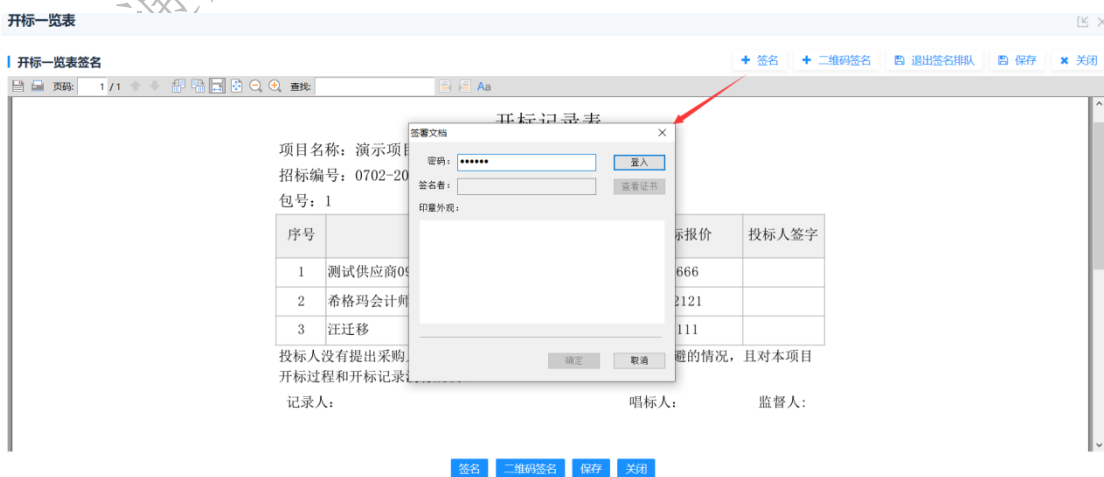 开标一览表
开标一览表签名
签名 二维码签名 退出签名排队 保存 关闭
页码: 1 / 1 查找: Aa
开标记录表
签署文档
项目名称：演示项目
密码： •••••• 登入
招标编号：0702-20
签名者： 查看证书
包号：1
印章外观：
序号 标报价 投标人签字
1 测试供应商09 666
2 希格玛会计师 2121
3 汪迁移 111
投标人没有提出采购 避的情况，且对本项目
确定 取消
开标过程和开标记录
记录人： 唱标人： 监督人：
签名 二维码签名 保存 关闭